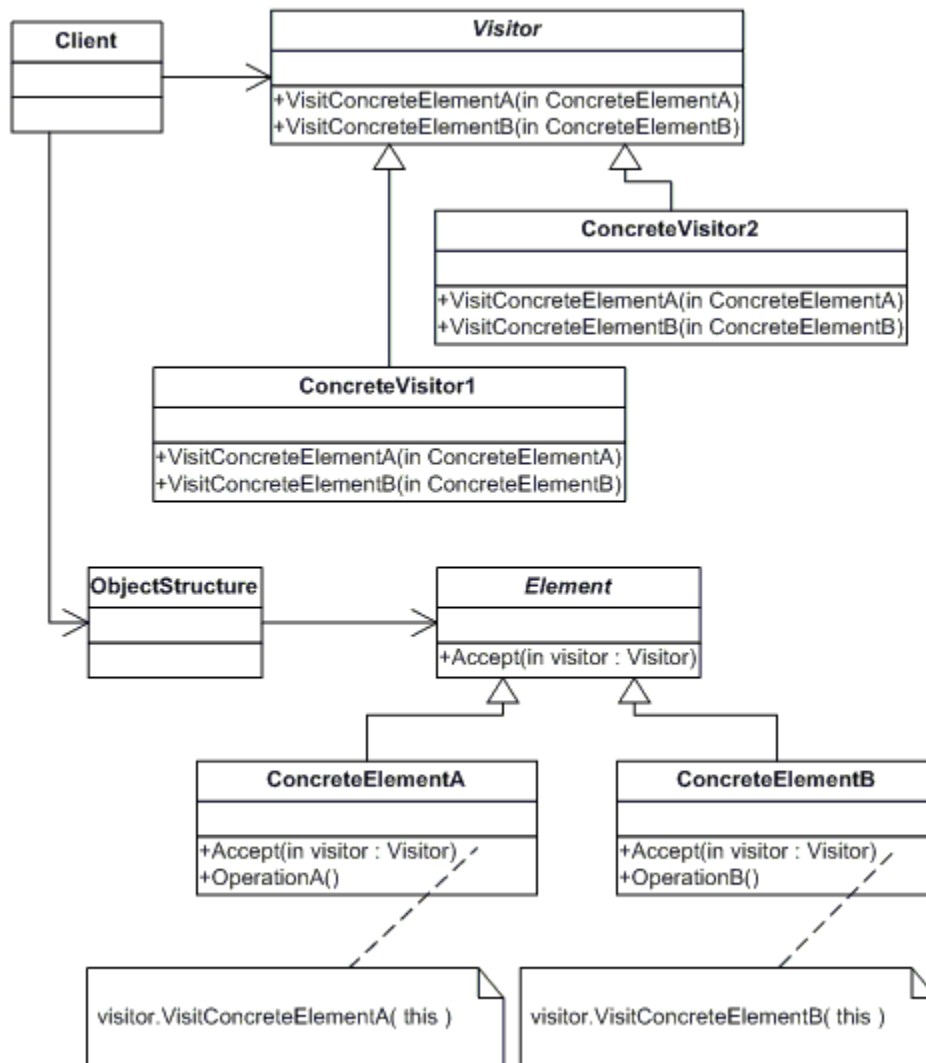 Client
Visitor
+VisitConcreteElementA(in ConcreteElementA)
+VisitConcreteElementB(in ConcreteElementB)
ConcreteVisitor2
+VisitConcreteElementA(in ConcreteElementA)
+VisitConcreteElementB(in ConcreteElementB)
ConcreteVisitor1
+VisitConcreteElementA(in ConcreteElementA)
+VisitConcreteElementB(in ConcreteElementB)
ObjectStructure
Element
+Accept(in visitor : Visitor)
ConcreteElementA
+Accept(in visitor : Visitor)
+OperationA()
ConcreteElementB
+Accept(in visitor : Visitor)
+OperationB()
visitor.VisitConcreteElementA( this )
visitor.VisitConcreteElementB( this )